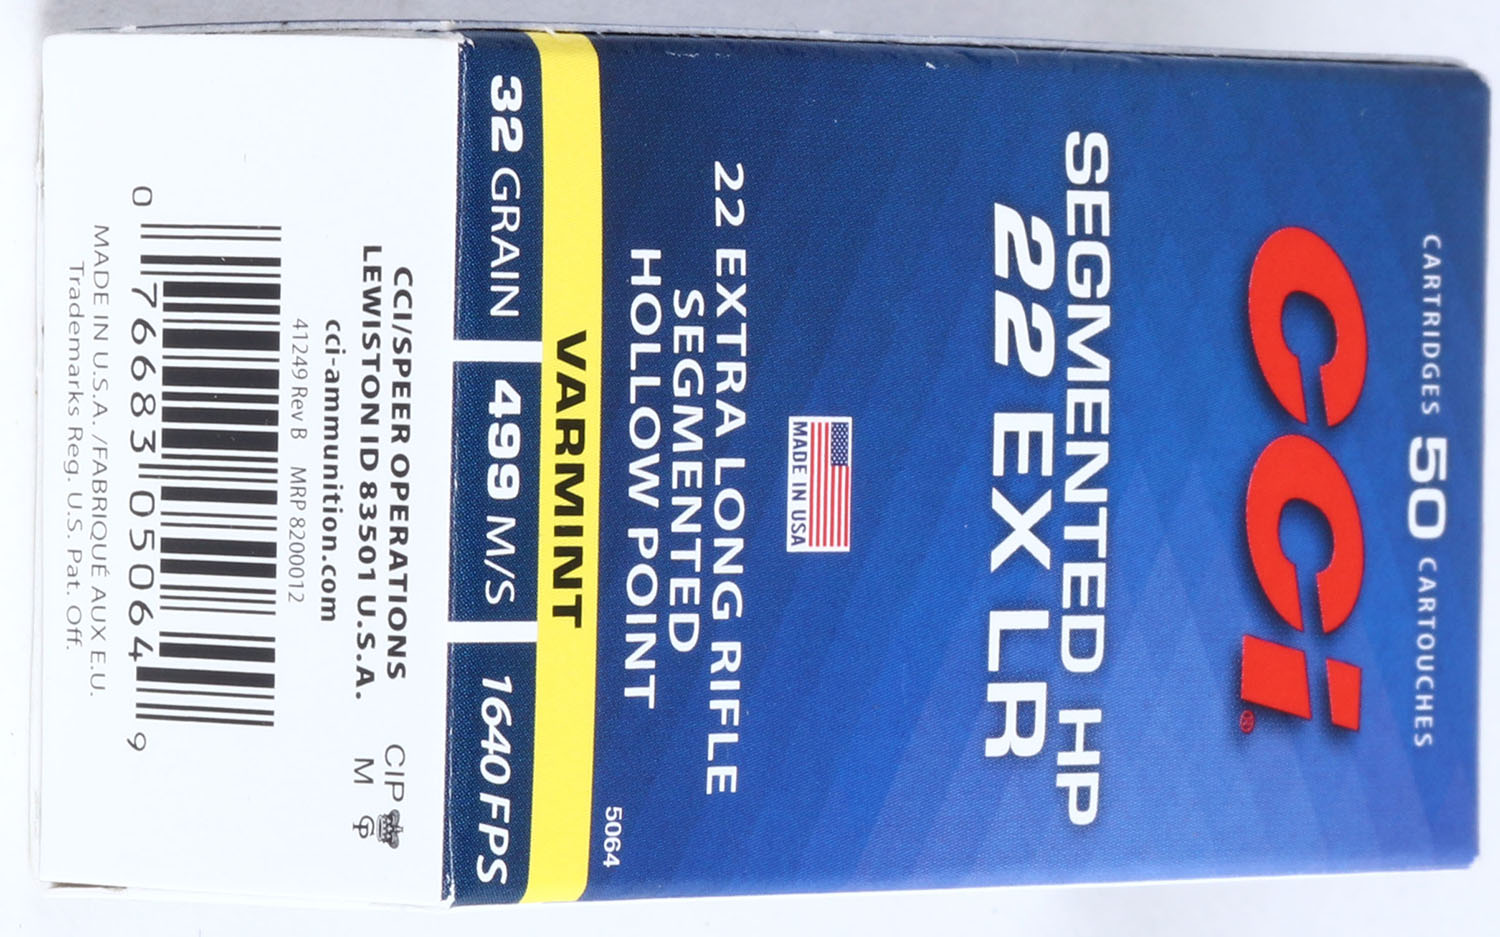 CARTRIDGES 50 CARTOUCHES
CCi®
SEGMENTED HP
22 EX LR
MADE IN USA
22 EXTRA LONG RIFLE
SEGMENTED
HOLLOW POINT
5064
VARMINT
32 GRAIN 499 M/S 1640 FPS
CCI/SPEER OPERATIONS CIP
LEWISTON ID 83501 U.S.A. M CP
cci-ammunition.com
41249 Rev B MRP 8200012
0 76683 05064 9
MADE IN U.S.A. /FABRIQUÉ AUX E.U.
Trademarks Reg. U.S. Pat. Off.